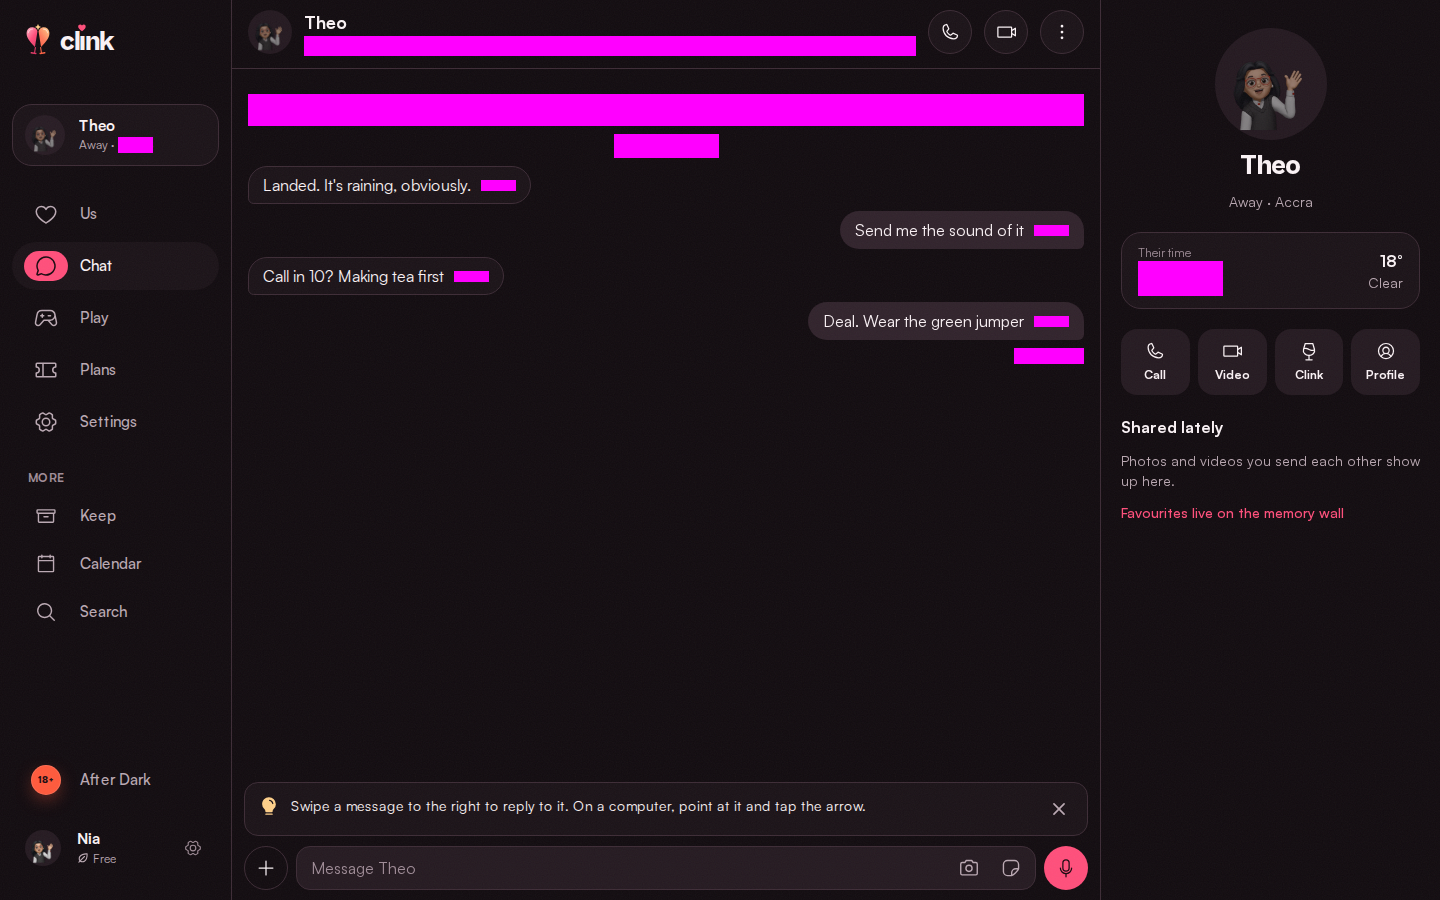 clink
Theo
Away ·
Us
Chat
Play
Plans
Settings
MORE
Keep
Calendar
Search
18+
After Dark
Nia
Free
Theo
Landed. It's raining, obviously.
Send me the sound of it
Call in 10? Making tea first
Deal. Wear the green jumper
Swipe a message to the right to reply to it. On a computer, point at it and tap the arrow.
Message Theo
Theo
Away · Accra
Their time
18°
Clear
Call
Video
Clink
Profile
Shared lately
Photos and videos you send each other show
up here.
Favourites live on the memory wall